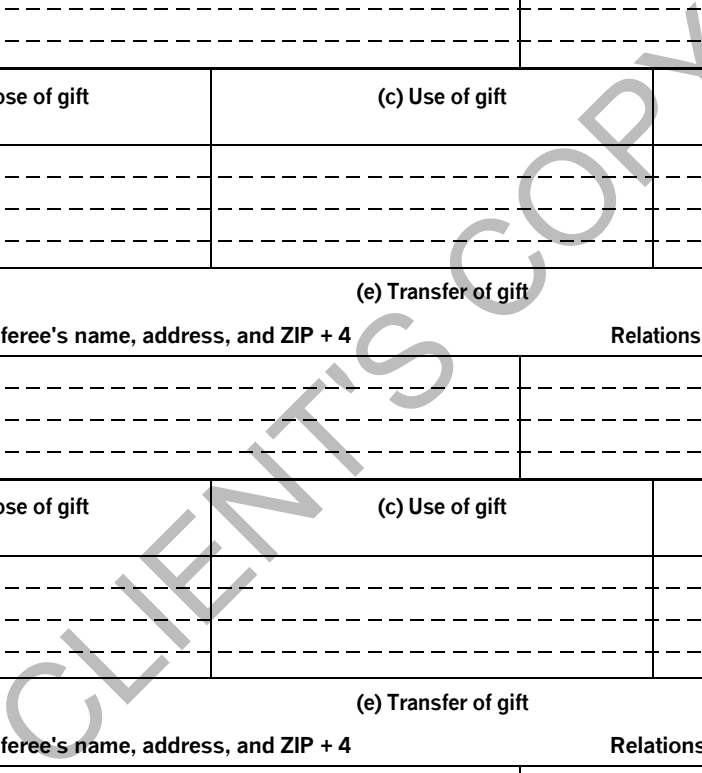 ose of gift (c) Use of gift
(e) Transfer of gift
feree's name, address, and ZIP + 4 Relations
ose of gift (c) Use of gift
(e) Transfer of gift
feree's name, address, and ZIP + 4 Relations
CLIENT'S COPY